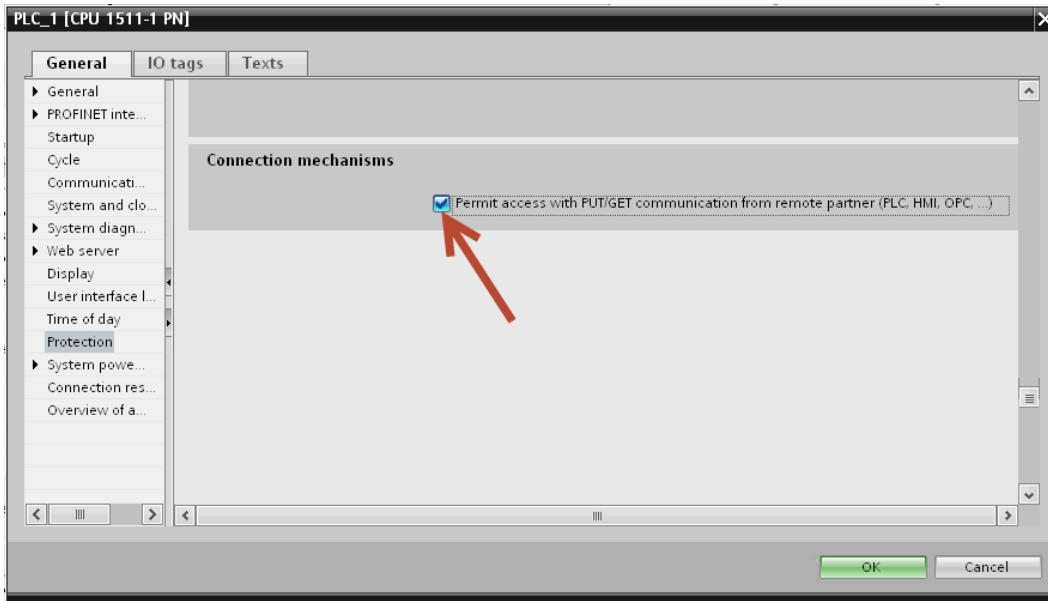 PLC_1 [CPU 1511-1 PN]
General IO tags Texts
General
PROFINET inte...
Startup
Cycle
Communicati...
System and clo...
System diagn...
Web server
Display
User interface l...
Time of day
Protection
System powe...
Connection res...
Overview of a...
Connection mechanisms
Permit access with PUT/GET communication from remote partner (PLC, HMI, OPC, ...)
OK Cancel